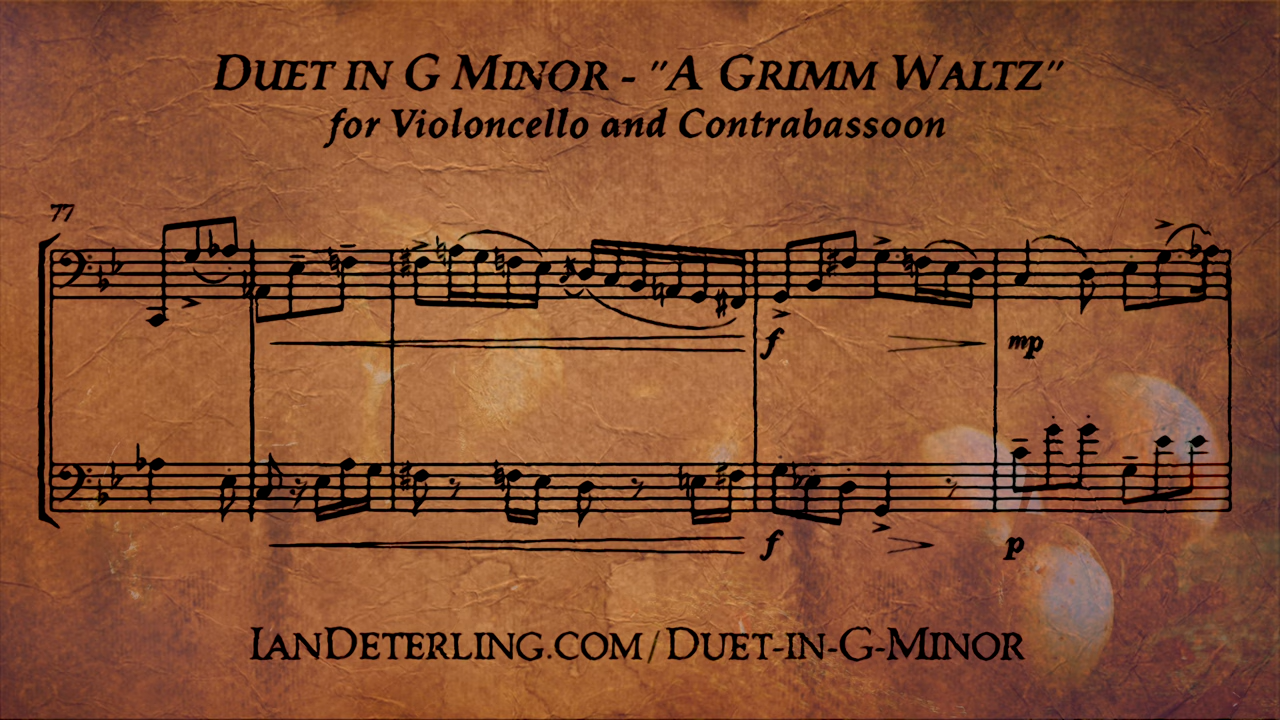 Duet in G Minor - "A Grimm Waltz"
for Violoncello and Contrabassoon
77
f
mp
f
p
IanDeterling.com/Duet-in-G-Minor